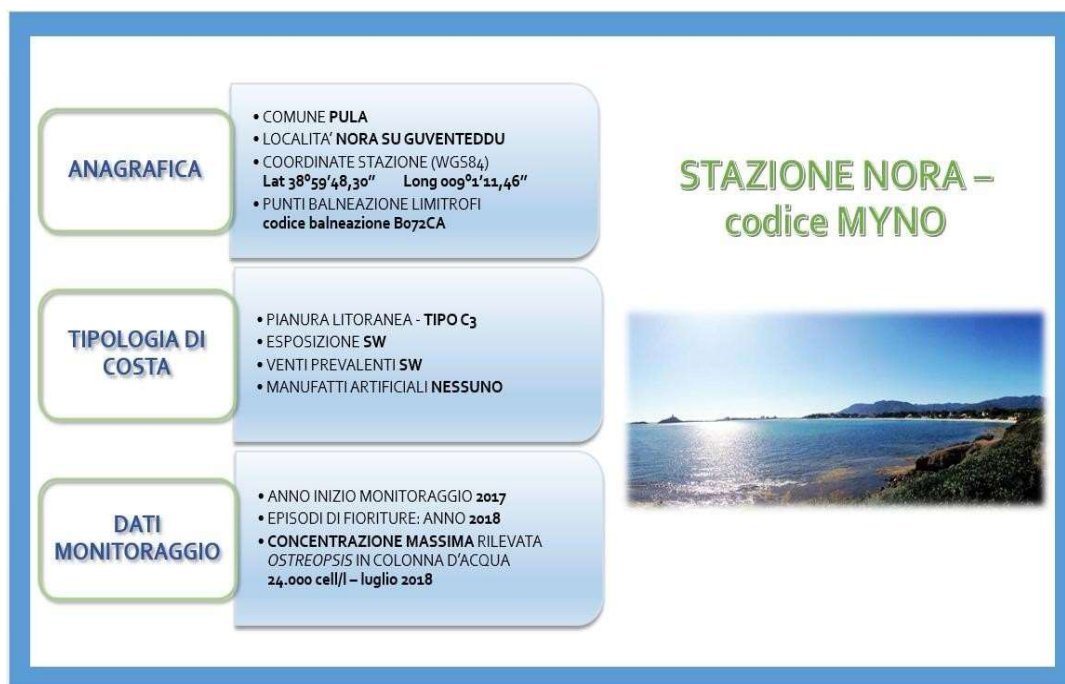 ANAGRAFICA
• COMUNE PULA
• LOCALITA' NORA SU GUVENTEDDU
• COORDINATE STAZIONE (WGS84)
Lat 38°59'48,30" Long 009°1'11,46"
• PUNTI BALNEAZIONE LIMITROFI
codice balneazione B072CA
TIPOLOGIA DI
COSTA
• PIANURA LITORANEA - TIPO C3
• ESPOSIZIONE SW
• VENTI PREVALENTI SW
• MANUFATTI ARTIFICIALI NESSUNO
DATI
MONITORAGGIO
• ANNO INIZIO MONITORAGGIO 2017
• EPISODI DI FIORITURE: ANNO 2018
• CONCENTRAZIONE MASSIMA RILEVATA
OSTREOPSIS IN COLONNA D'ACQUA
24.000 cell/l – luglio 2018
STAZIONE NORA –
codice MYNO